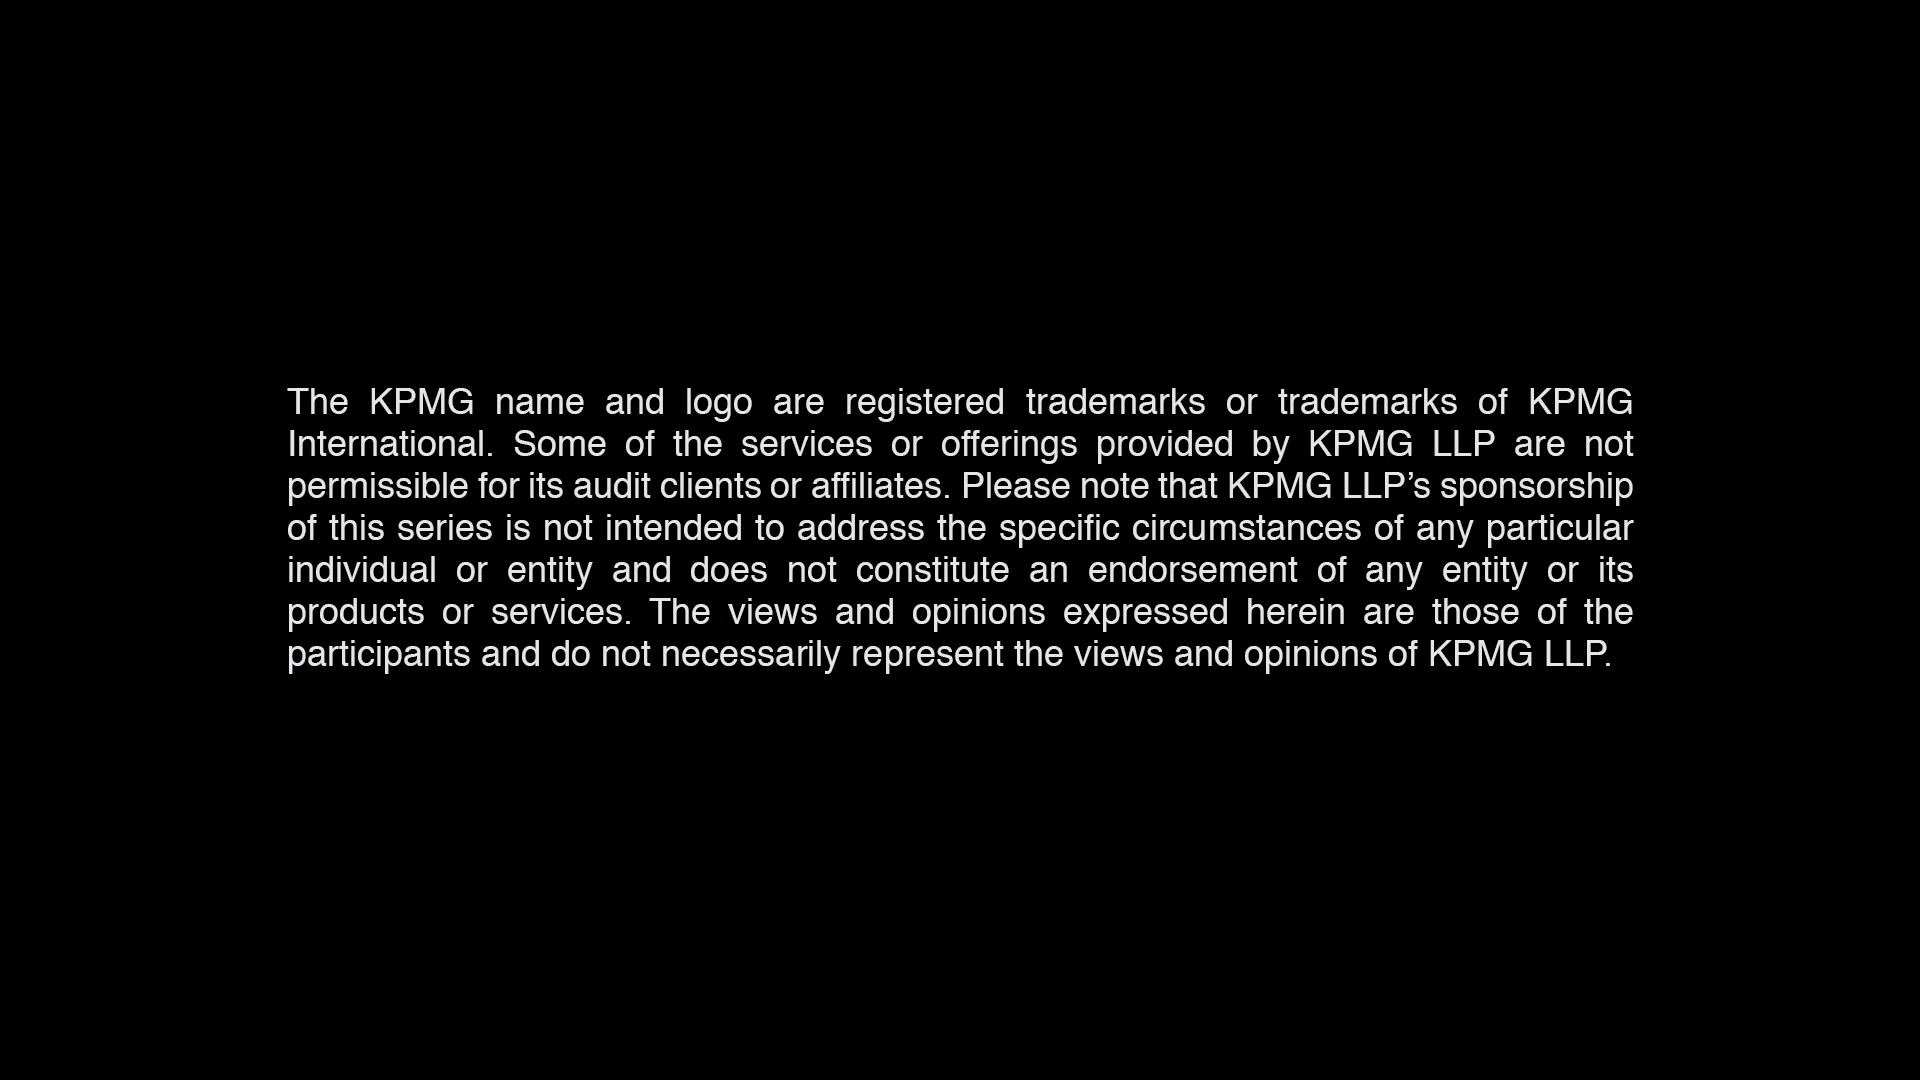 The KPMG name and logo are registered trademarks or trademarks of KPMG
International. Some of the services or offerings provided by KPMG LLP are not
permissible for its audit clients or affiliates. Please note that KPMG LLP’s sponsorship
of this series is not intended to address the specific circumstances of any particular
individual or entity and does not constitute an endorsement of any entity or its
products or services. The views and opinions expressed herein are those of the
participants and do not necessarily represent the views and opinions of KPMG LLP.